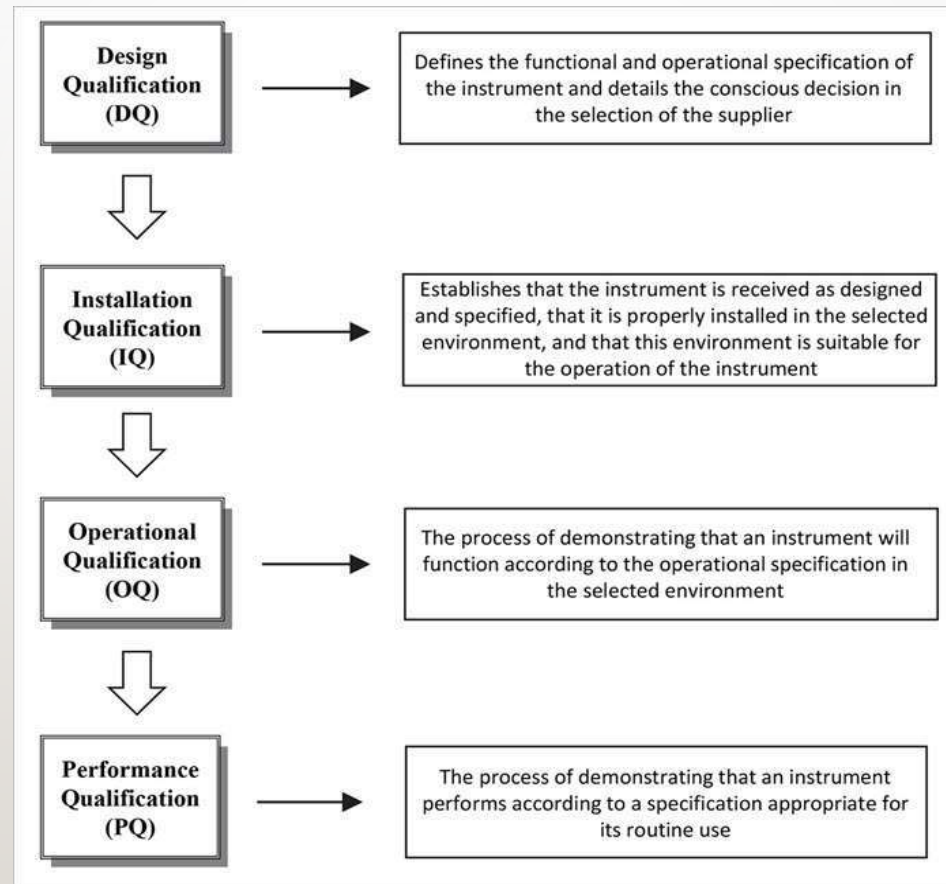 Design
Qualification
(DQ)
Defines the functional and operational specification of
the instrument and details the conscious decision in
the selection of the supplier
Installation
Qualification
(IQ)
Establishes that the instrument is received as designed
and specified, that it is properly installed in the selected
environment, and that this environment is suitable for
the operation of the instrument
Operational
Qualification
(OQ)
The process of demonstrating that an instrument will
function according to the operational specification in
the selected environment
Performance
Qualification
(PQ)
The process of demonstrating that an instrument
performs according to a specification appropriate for
its routine use